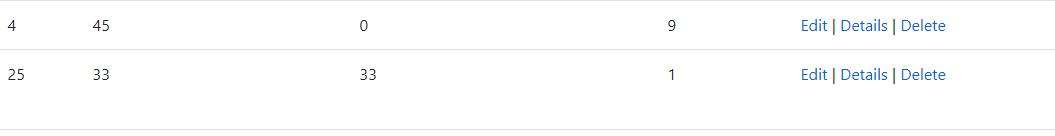 4 45 0 9 Edit | Details | Delete
25 33 33 1 Edit | Details | Delete